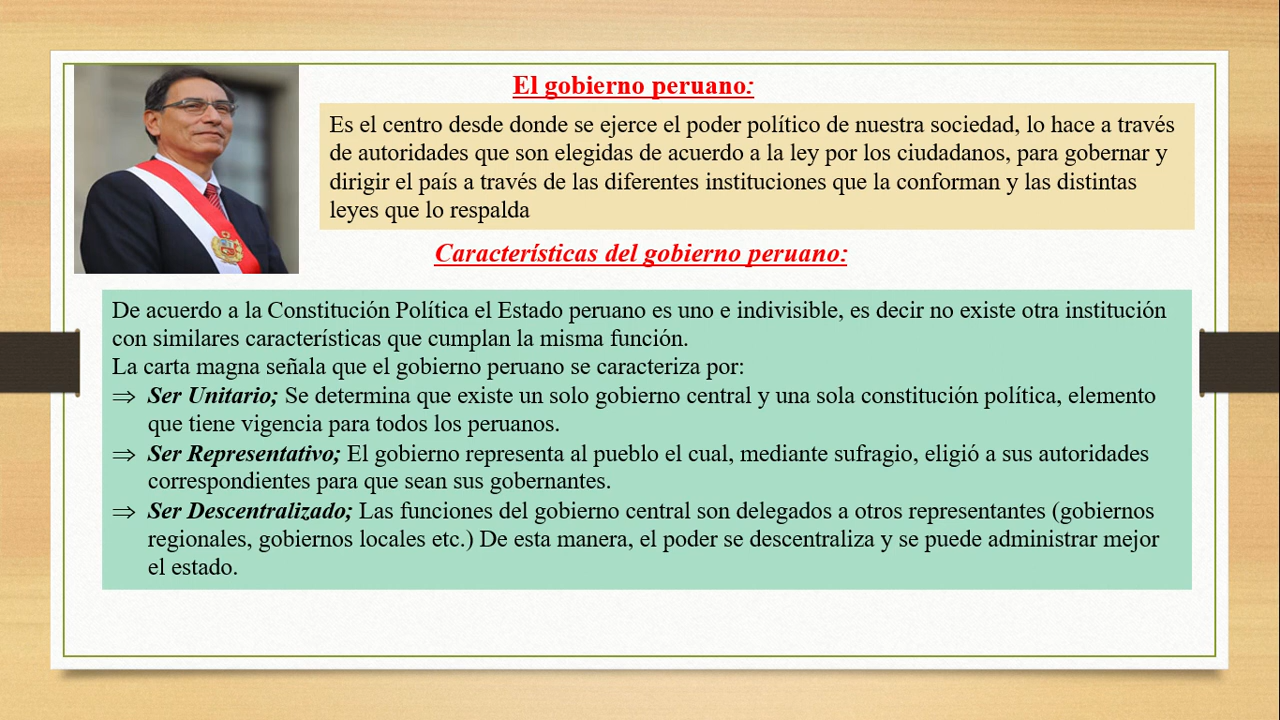 El gobierno peruano:
Es el centro desde donde se ejerce el poder político de nuestra sociedad, lo hace a través
de autoridades que son elegidas de acuerdo a la ley por los ciudadanos, para gobernar y
dirigir el país a través de las diferentes instituciones que la conforman y las distintas
leyes que lo respalda
Características del gobierno peruano:
De acuerdo a la Constitución Política el Estado peruano es uno e indivisible, es decir no existe otra institución
con similares características que cumplan la misma función.
La carta magna señala que el gobierno peruano se caracteriza por:
⇒ Ser Unitario; Se determina que existe un solo gobierno central y una sola constitución política, elemento
que tiene vigencia para todos los peruanos.
⇒ Ser Representativo; El gobierno representa al pueblo el cual, mediante sufragio, eligió a sus autoridades
correspondientes para que sean sus gobernantes.
⇒ Ser Descentralizado; Las funciones del gobierno central son delegados a otros representantes (gobiernos
regionales, gobiernos locales etc.) De esta manera, el poder se descentraliza y se puede administrar mejor
el estado.